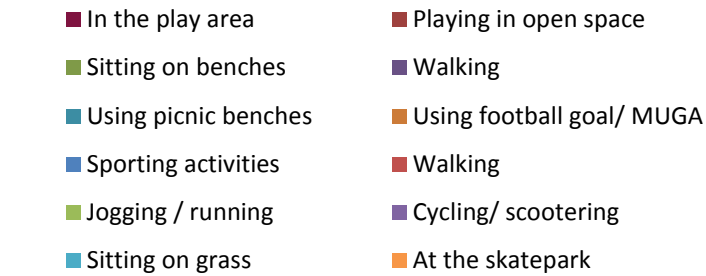 In the play area Playing in open space
Sitting on benches Walking
Using picnic benches Using football goal/ MUGA
Sporting activities Walking
Jogging / running Cycling/ scootering
Sitting on grass At the skatepark